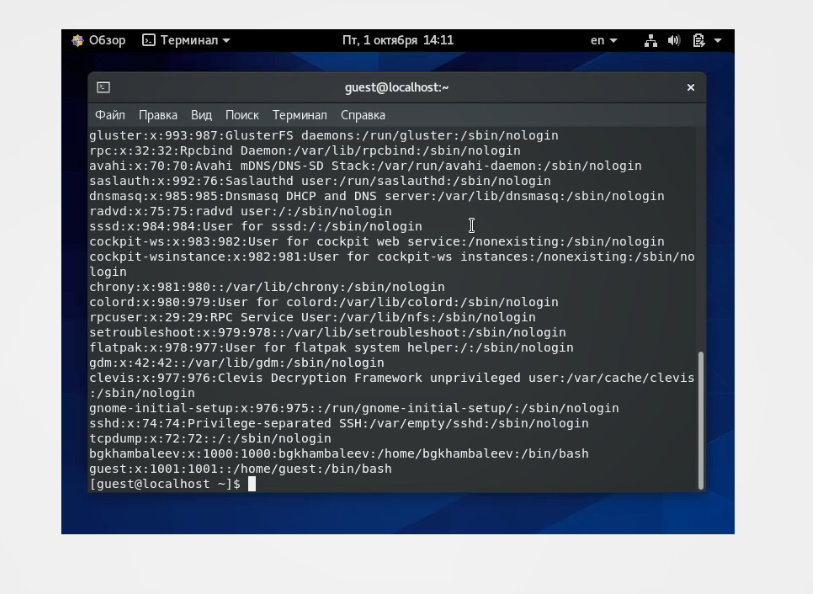 Обзор Терминал Пт, 1 октября 14:11 en
guest@localhost:~
Файл Правка Вид Поиск Терминал Справка
gluster:x:993:987:GlusterFS daemons:/run/gluster:/sbin/nologin
rpc:x:32:32:Rpcbind Daemon:/var/lib/rpcbind:/sbin/nologin
avahi:x:70:70:Avahi mDNS/DNS-SD Stack:/var/run/avahi-daemon:/sbin/nologin
saslauth:x:992:76:Saslauthd user:/run/saslauthd:/sbin/nologin
dnsmasq:x:985:985:Dnsmasq DHCP and DNS server:/var/lib/dnsmasq:/sbin/nologin
radvd:x:75:75:radvd user:/:/sbin/nologin
sssd:x:984:984:User for sssd:/:/sbin/nologin
cockpit-ws:x:983:982:User for cockpit web service:/nonexisting:/sbin/nologin
cockpit-wsinstance:x:982:981:User for cockpit-ws instances:/nonexisting:/sbin/no
login
chrony:x:981:980::/var/lib/chrony:/sbin/nologin
colord:x:980:979:User for colord:/var/lib/colord:/sbin/nologin
rpcuser:x:29:29:RPC Service User:/var/lib/nfs:/sbin/nologin
setroubleshoot:x:979:978::/var/lib/setroubleshoot:/sbin/nologin
flatpak:x:978:977:User for flatpak system helper:/:/sbin/nologin
gdm:x:42:42::/var/lib/gdm:/sbin/nologin
clevis:x:977:976:Clevis Decryption Framework unprivileged user:/var/cache/clevis
:/sbin/nologin
gnome-initial-setup:x:976:975::/run/gnome-initial-setup/:/sbin/nologin
sshd:x:74:74:Privilege-separated SSH:/var/empty/sshd:/sbin/nologin
tcpdump:x:72:72::/:/sbin/nologin
bgkhambaleev:x:1000:1000:bgkhambaleev:/home/bgkhambaleev:/bin/bash
guest:x:1001:1001::/home/guest:/bin/bash
[guest@localhost ~]$